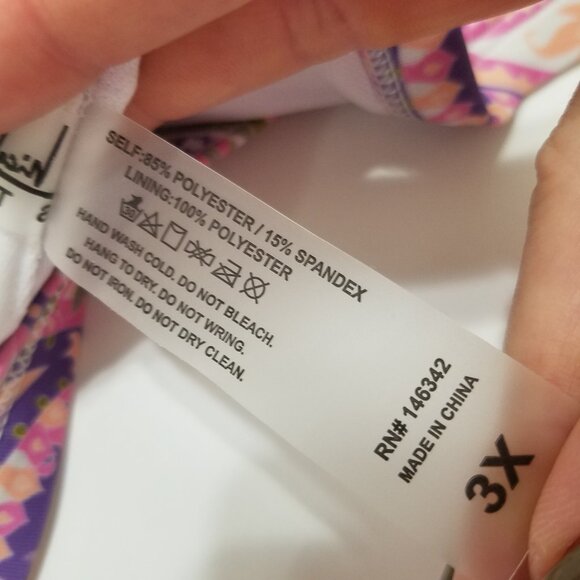 SELF:85% POLYESTER / 15% SPANDEX
LINING:100% POLYESTER
30
HAND WASH COLD. DO NOT BLEACH.
HANG TO DRY. DO NOT WRING.
DO NOT IRON. DO NOT DRY CLEAN.
RN# 146342
MADE IN CHINA
3X